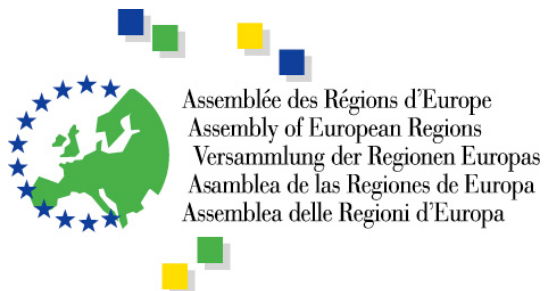 Assemblée des Régions d'Europe
Assembly of European Regions
Versammlung der Regionen Europas
Asamblea de las Regiones de Europa
Assemblea delle Regioni d'Europa